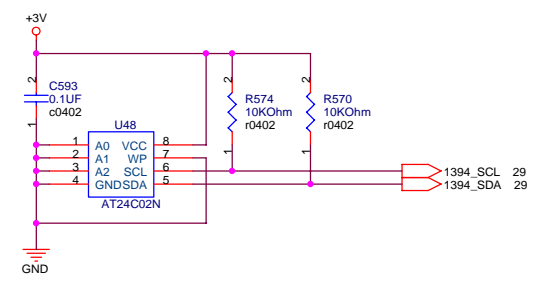 +3V
2
C593
0.1UF
c0402
1
2
R574
10KOhm
r0402
1
2
R570
10KOhm
r0402
1
U48
1 A0 VCC 8
2 A1 WP 7
3 A2 SCL 6
4 GND SDA 5
AT24C02N
1394_SCL 29
1394_SDA 29
GND